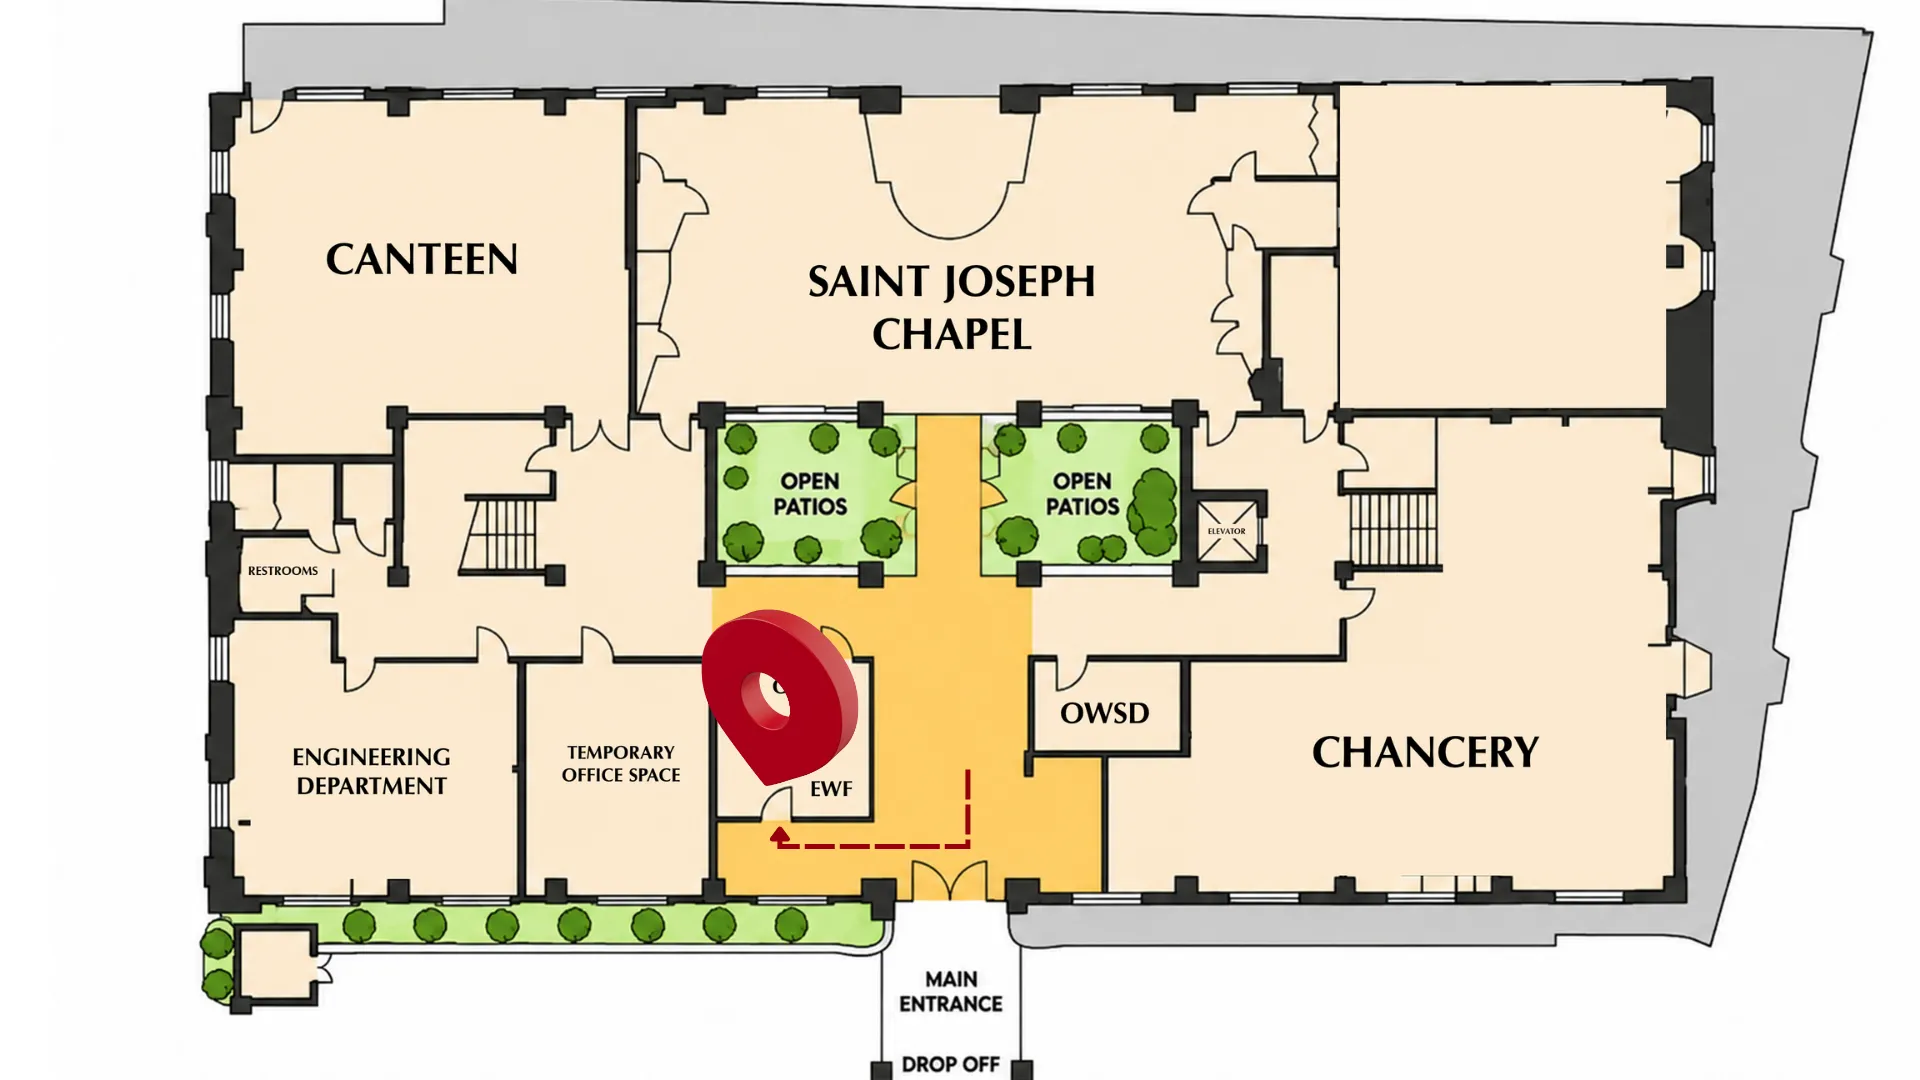 CANTEEN
SAINT JOSEPH
CHAPEL
OPEN
PATIOS
OPEN
PATIOS
ELEVATOR
RESTROOMS
OWSD
ENGINEERING
DEPARTMENT
TEMPORARY
OFFICE SPACE
EWF
CHANCERY
MAIN
ENTRANCE
DROP OFF